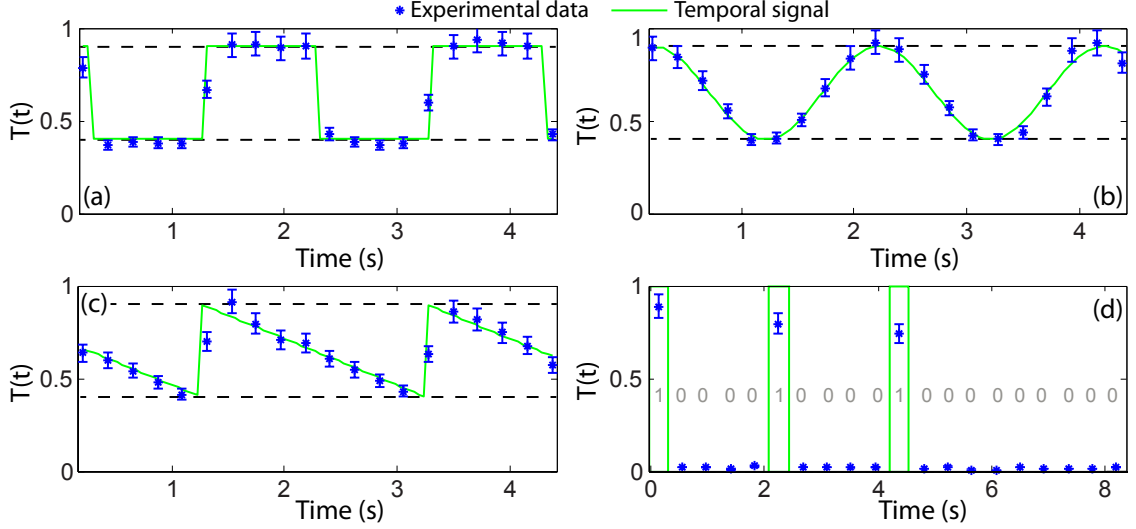 Experimental data Temporal signal
1
0.5
0
T(t)
(a)
1 2 3 4
Time (s)
1
0.5
0
T(t)
(b)
1 2 3 4
Time (s)
1
0.5
0
T(t)
(c)
1 2 3 4
Time (s)
1
0.5
0
T(t)
(d)
1 0 0 0 0 1 0 0 0 0 1 0 0 0 0 0 0 0 0 0
0 2 4 6 8
Time (s)